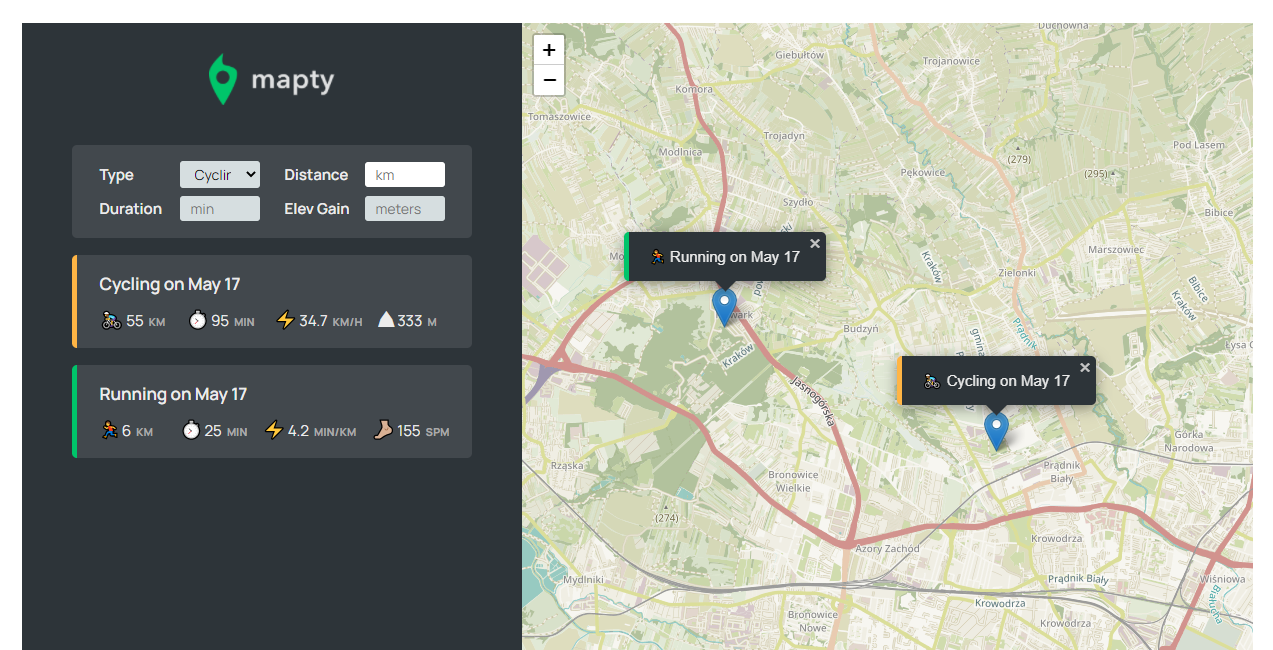 mapty
Type Cyclir Distance km
Duration min Elev Gain meters
Cycling on May 17
55 KM 95 MIN 34.7 KM/H 333 M
Running on May 17
6 KM 25 MIN 4.2 MIN/KM 155 SPM
+
−
Duchowna
Giebułtów
Trojanowice
Komora
Tomaszowice
Trojadyn
Modlnica
Pod Lasem
(279)
Pękowice
(295)
Szydło
Bibice
Running on May 17 ×
Marszowiec
Kraków
Zielonki
Bibice
Kraków
Prądnik
Budzyń
gmina
Łysa
Kraków
Cycling on May 17 ×
Jasnogórska
Górka
Narodowa
Rząska
Prądnik
Biały
Bronowice
Wielkie
(274)
Krowodrza
Azory Zachód
Mydlniki
Prądnik Biały
Wiśniowa
Białucha
Krowodrza
Bronowice
Nowe
Krowodrza